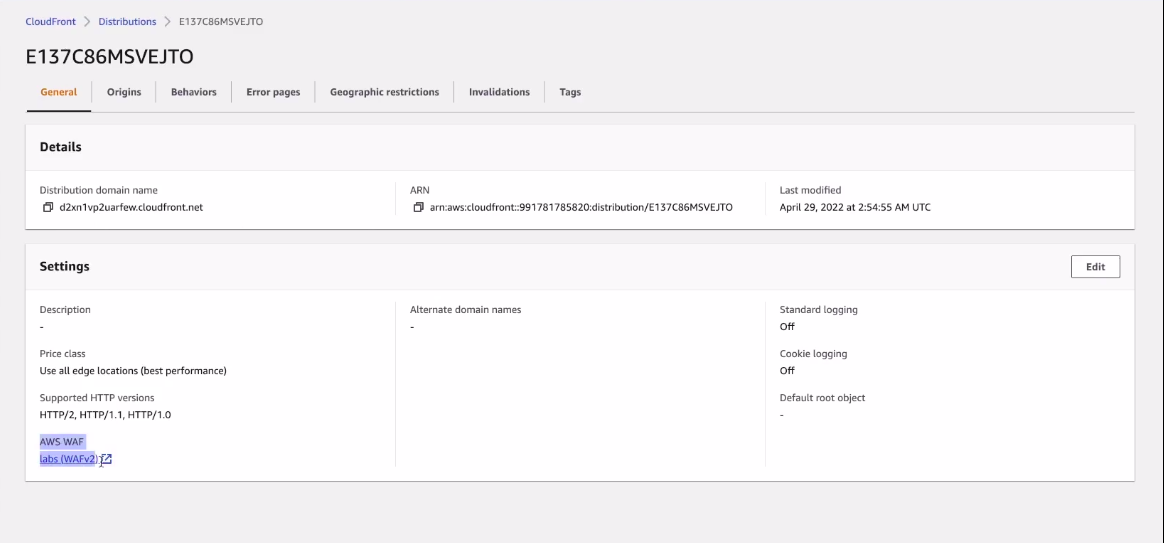 CloudFront > Distributions > E137C86MSVEJTO
E137C86MSVEJTO
General Origins Behaviors Error pages Geographic restrictions Invalidations Tags
Details
Distribution domain name
d2xn1vp2uarfew.cloudfront.net
ARN
arn:aws:cloudfront::991781785820:distribution/E137C86MSVEJTO
Last modified
April 29, 2022 at 2:54:55 AM UTC
Settings
Edit
Description
-
Price class
Use all edge locations (best performance)
Supported HTTP versions
HTTP/2, HTTP/1.1, HTTP/1.0
AWS WAF
labs (WAFv2)
Alternate domain names
-
Standard logging
Off
Cookie logging
Off
Default root object
-